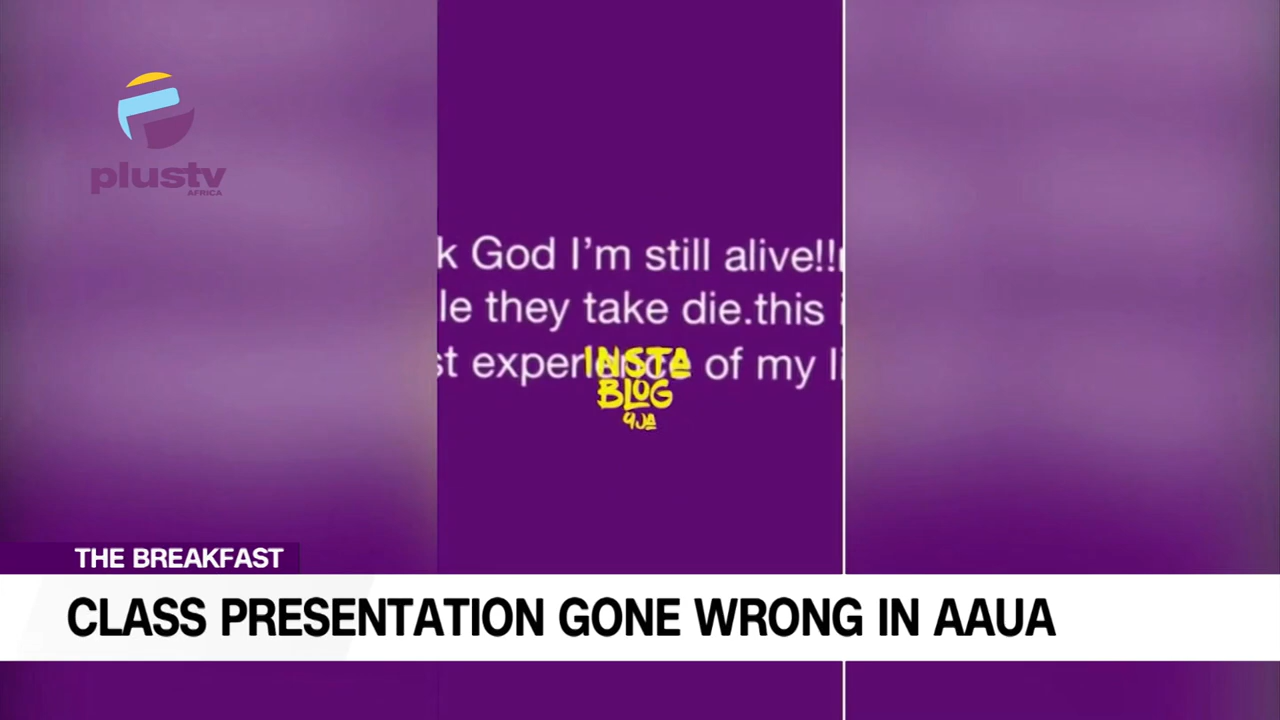 plustv
AFRICA
k God I'm still alive!!
le they take die.this
st experience of my li
INSTA
BLOG
9JA
THE BREAKFAST
CLASS PRESENTATION GONE WRONG IN AAUA